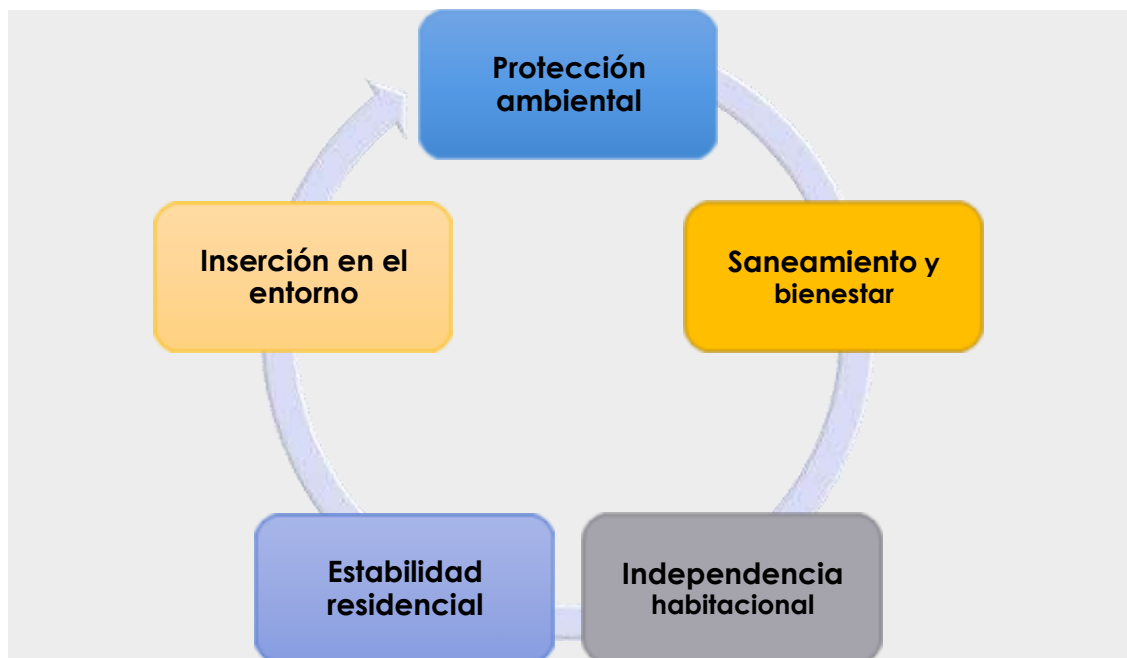 Protección
ambiental
Saneamiento y
bienestar
Independencia
habitacional
Estabilidad
residencial
Inserción en el
entorno